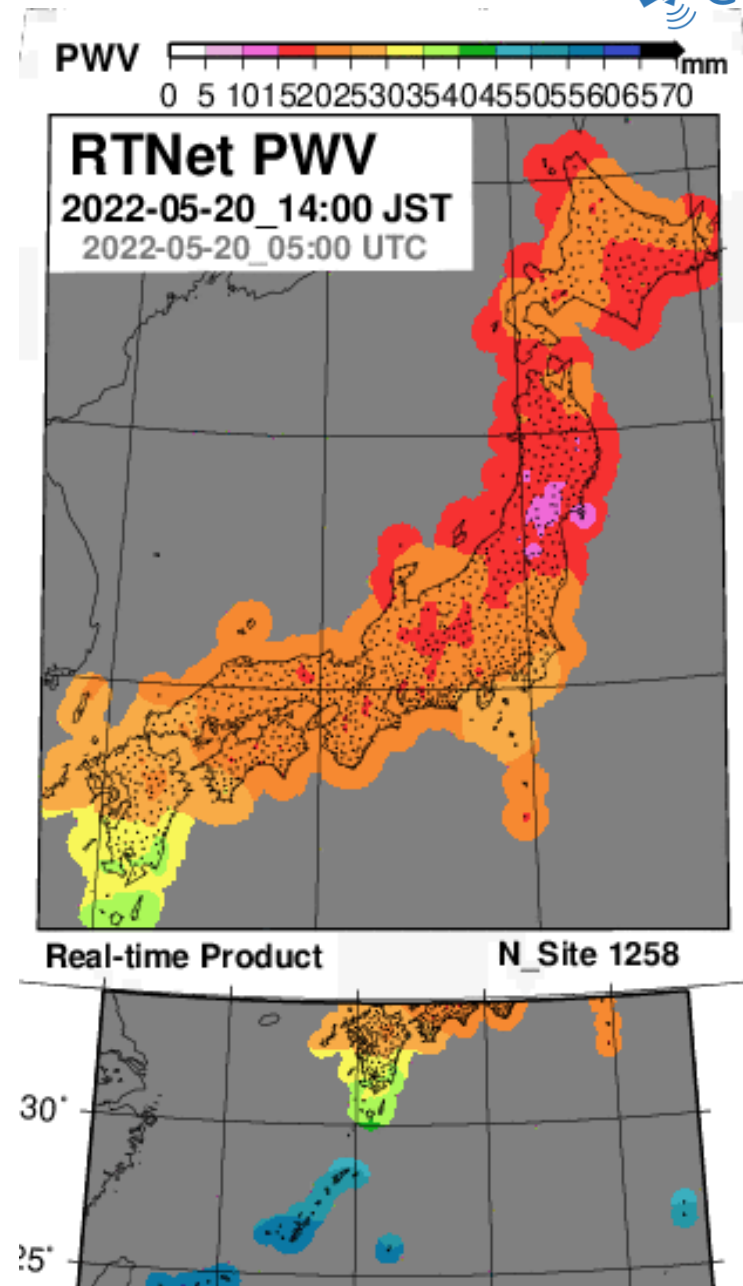 PWV
mm
0 5 10152025303540455055606570
RTNet PWV
2022-05-20_14:00 JST
2022-05-20_05:00 UTC
Real-time Product N_Site 1258
30°